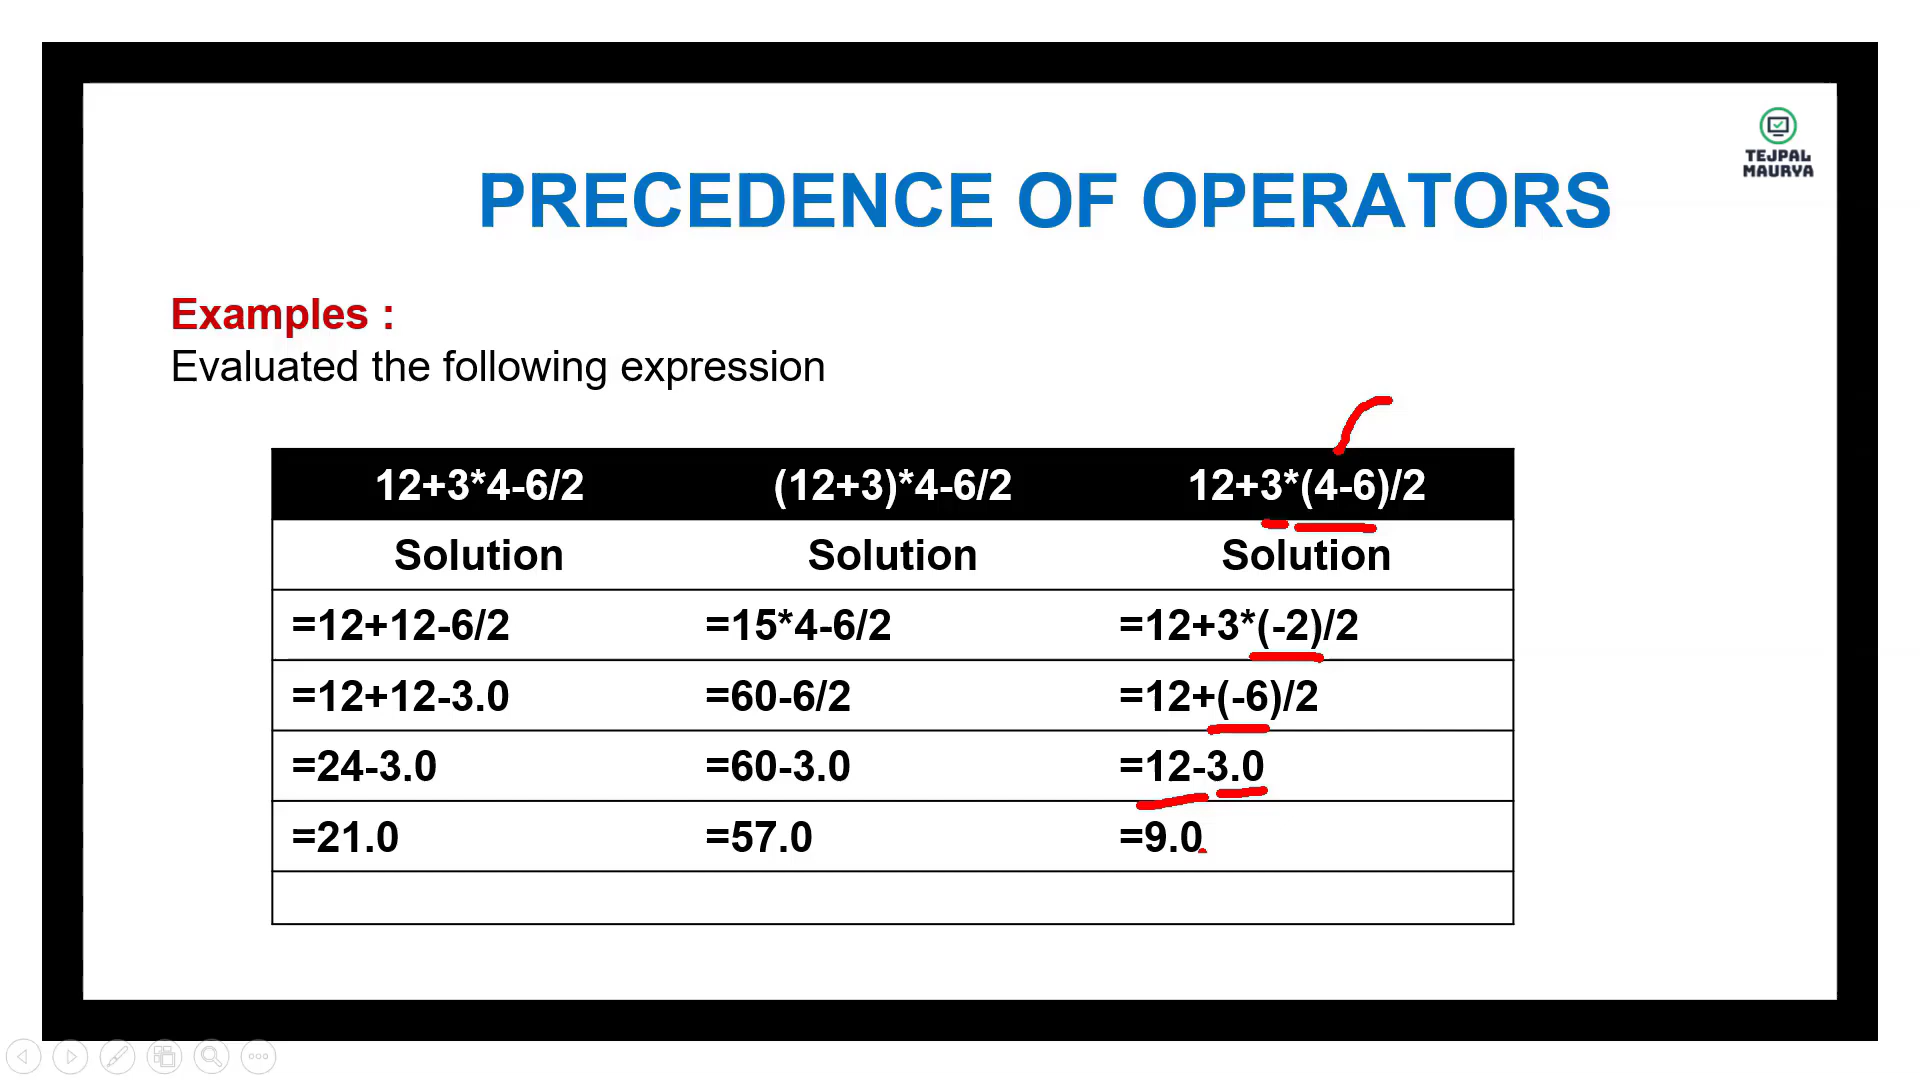 TEJPAL
MAURYA
PRECEDENCE OF OPERATORS
Examples :
Evaluated the following expression
12+3*4-6/2 (12+3)*4-6/2 12+3*(4-6)/2
Solution Solution Solution
=12+12-6/2 =15*4-6/2 =12+3*(-2)/2
=12+12-3.0 =60-6/2 =12+(-6)/2
=24-3.0 =60-3.0 =12-3.0
=21.0 =57.0 =9.0